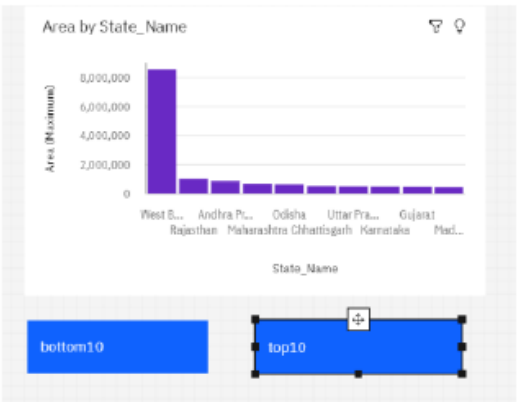 Area by State_Name
Area (Maximum)
8,000,000
6,000,000
4,000,000
2,000,000
0
West B... Andhra Pr... Odisha Uttar Pra... Gujarat
Rajasthan Maharashtra Chhattisgarh Karnataka Mad...
State_Name
bottom10
top10